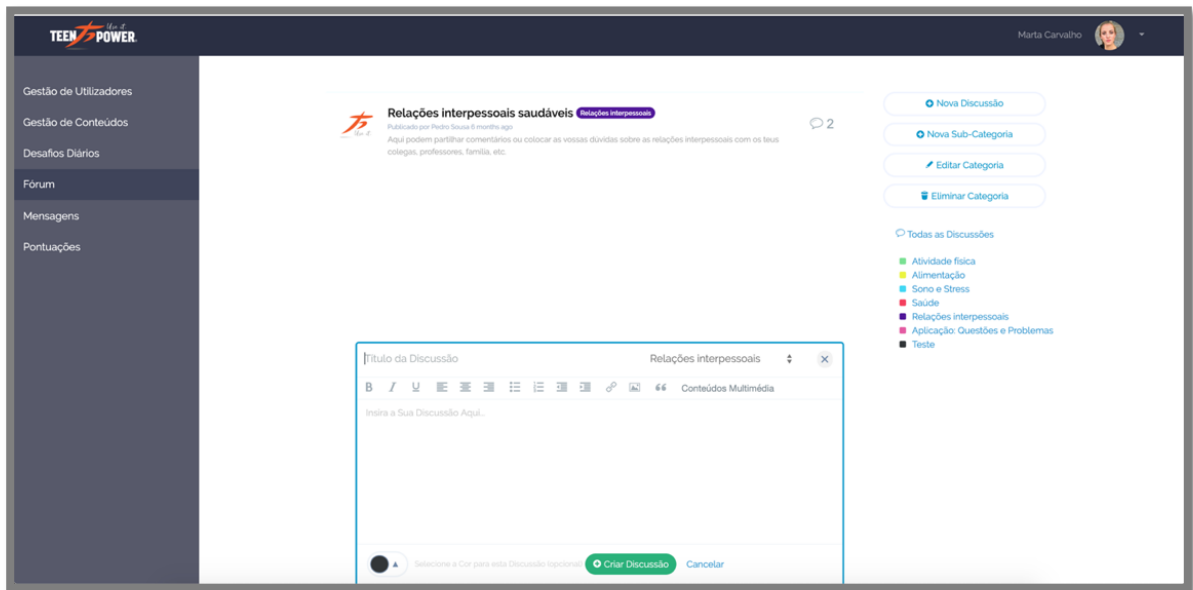 TEEN POWER
like it
Marta Carvalho
Gestão de Utilizadores
Gestão de Conteúdos
Desafios Diários
Fórum
Mensagens
Pontuações
Relações interpessoais saudáveis Relações interpessoais
Publicado por Pedro Sousa 6 months ago
Aqui podem partilhar comentários ou colocar as vossas dúvidas sobre as relações interpessoais com os teus
colegas, professores, família, etc.
2
Nova Discussão
Nova Sub-Categoria
Editar Categoria
Eliminar Categoria
Todas as Discussões
Atividade física
Alimentação
Sono e Stress
Saúde
Relações interpessoais
Aplicação: Questões e Problemas
Teste
Título da Discussão Relações interpessoais
B I U Conteúdos Multimédia
Insira a Sua Discussão Aqui...
Selecione a Cor para esta Discussão (opcional) Criar Discussão Cancelar